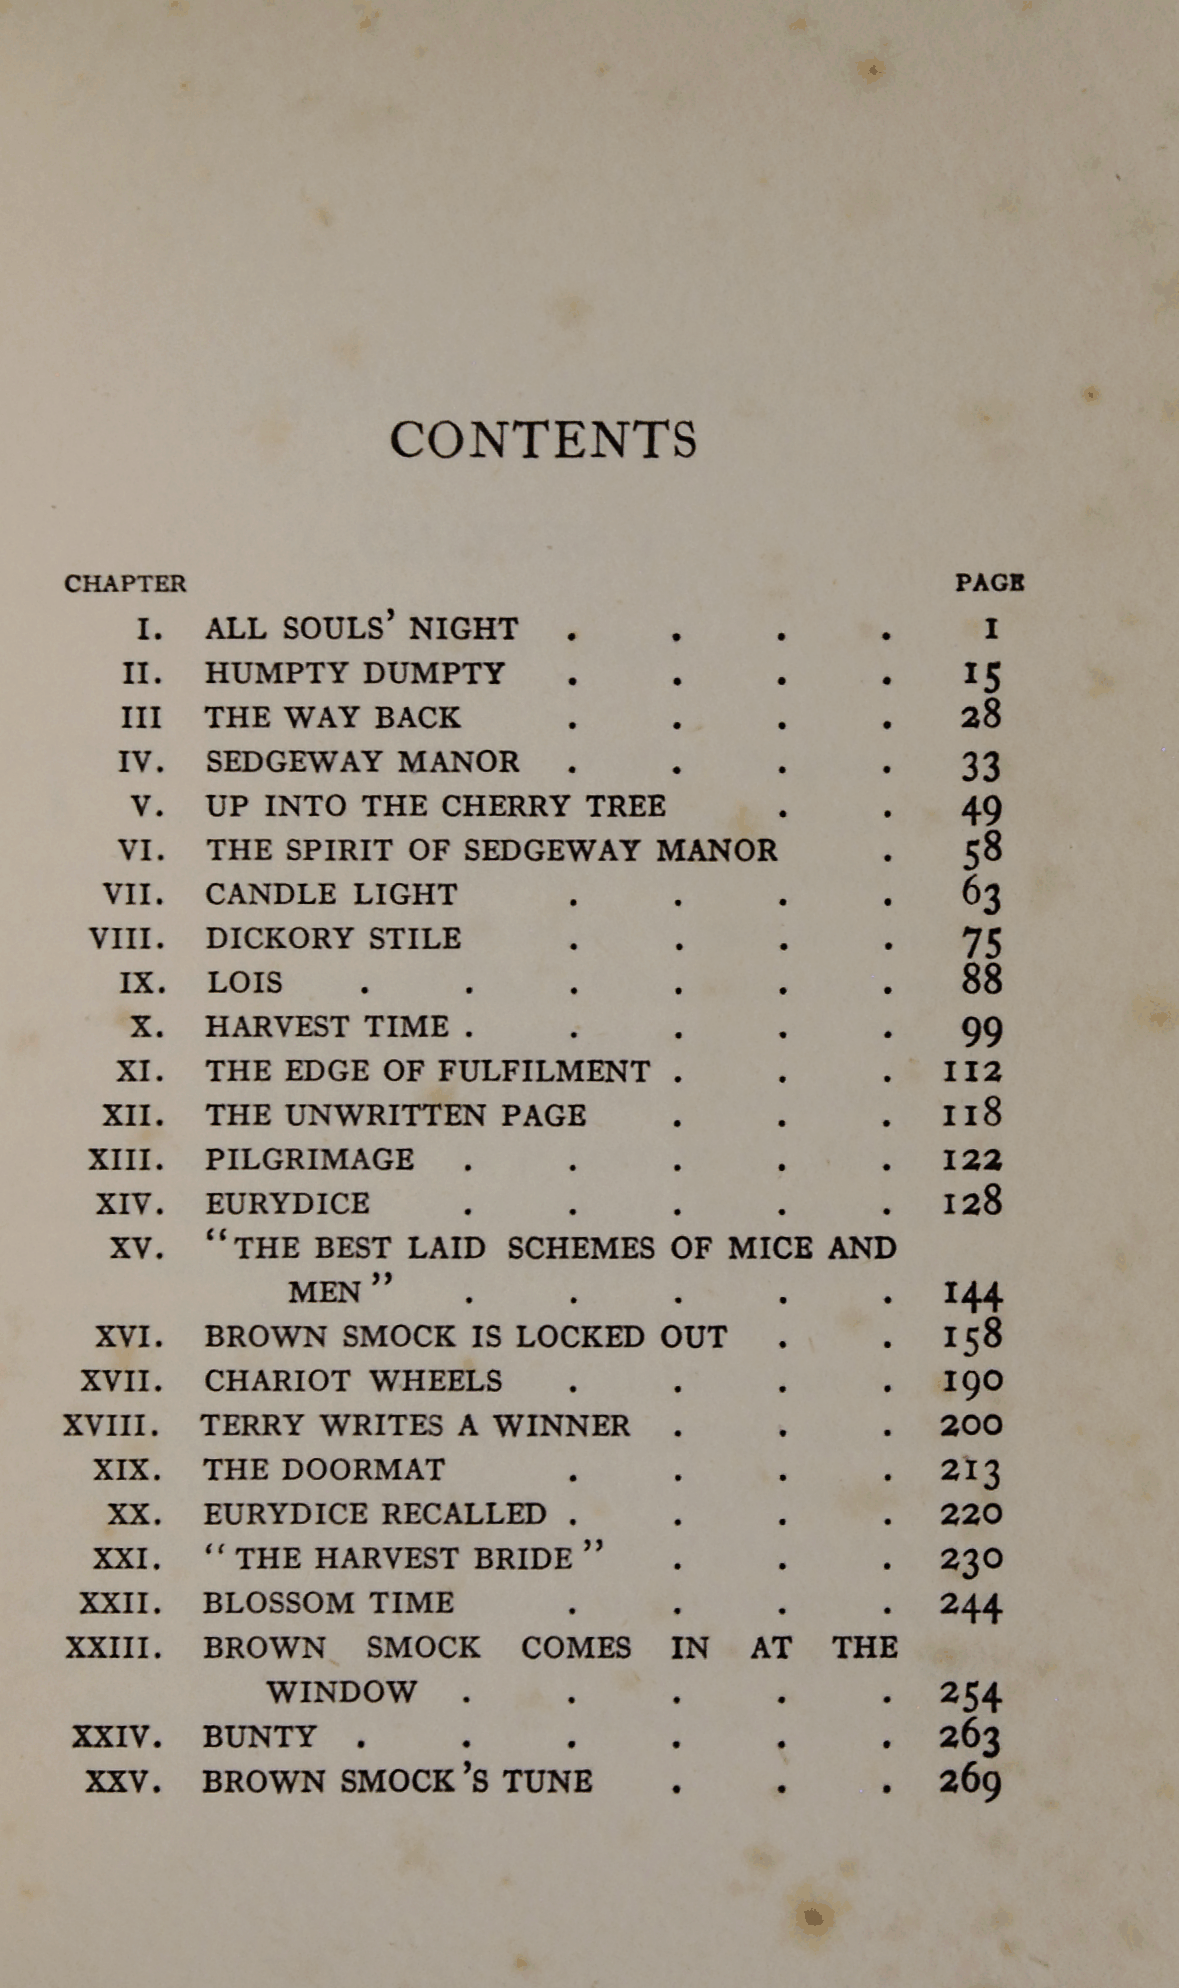 CONTENTS
CHAPTER PAGE
I. ALL SOULS' NIGHT . . . . 1
II. HUMPTY DUMPTY . . . . 15
III THE WAY BACK . . . . 28
IV. SEDGEWAY MANOR . . . . 33
V. UP INTO THE CHERRY TREE . . 49
VI. THE SPIRIT OF SEDGEWAY MANOR . 58
VII. CANDLE LIGHT . . . . 63
VIII. DICKORY STILE . . . . 75
IX. LOIS . . . . . . 88
X. HARVEST TIME . . . . . 99
XI. THE EDGE OF FULFILMENT . . . 112
XII. THE UNWRITTEN PAGE . . . 118
XIII. PILGRIMAGE . . . . . 122
XIV. EURYDICE . . . . . 128
XV. "THE BEST LAID SCHEMES OF MICE AND
MEN" . . . . . 144
XVI. BROWN SMOCK IS LOCKED OUT . . 158
XVII. CHARIOT WHEELS . . . . 190
XVIII. TERRY WRITES A WINNER . . . 200
XIX. THE DOORMAT . . . . 213
XX. EURYDICE RECALLED . . . . 220
XXI. "THE HARVEST BRIDE" . . . 230
XXII. BLOSSOM TIME . . . . 244
XXIII. BROWN SMOCK COMES IN AT THE
WINDOW . . . . . 254
XXIV. BUNTY . . . . . . 263
XXV. BROWN SMOCK'S TUNE . . . 269